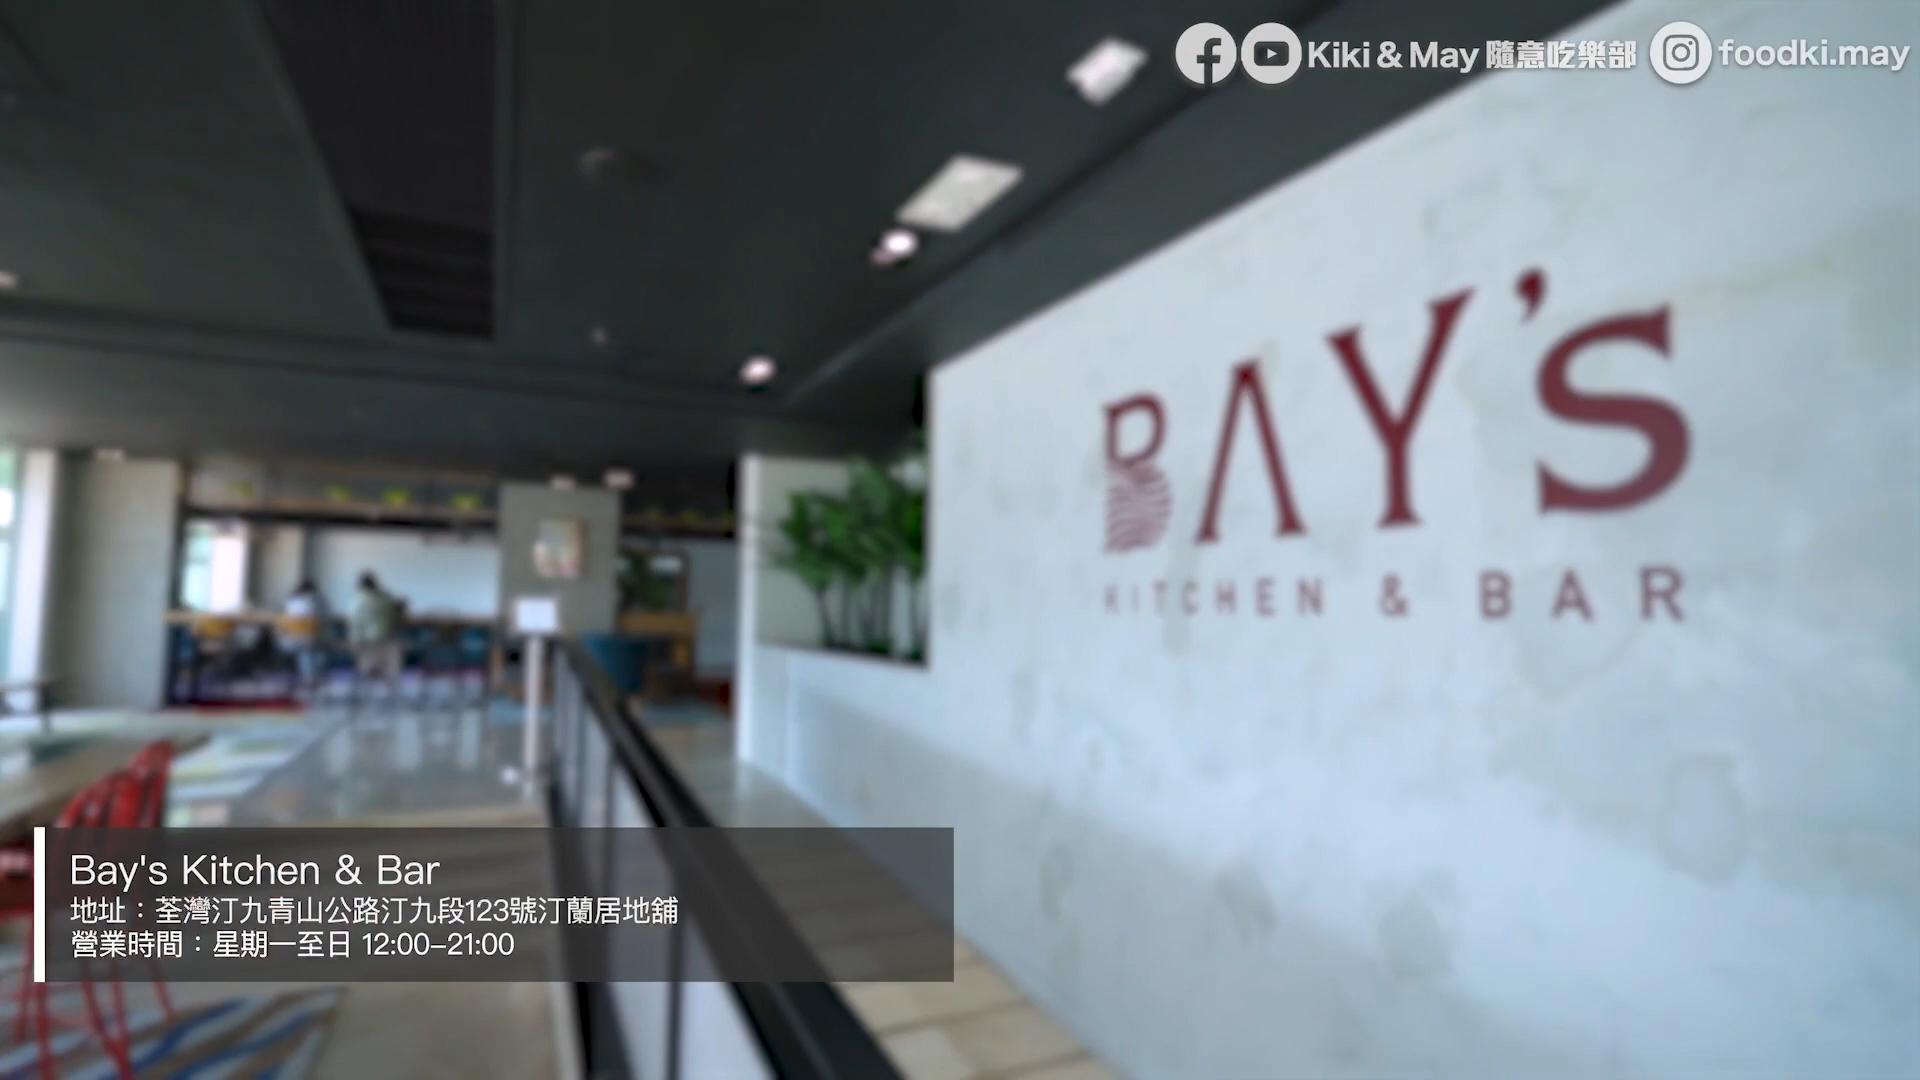 Kiki & May 隨意吃樂部 foodki.may
BAY'S
KITCHEN & BAR
Bay's Kitchen & Bar
地址：荃灣汀九青山公路汀九段123號汀蘭居地舖
營業時間：星期一至日 12:00-21:00